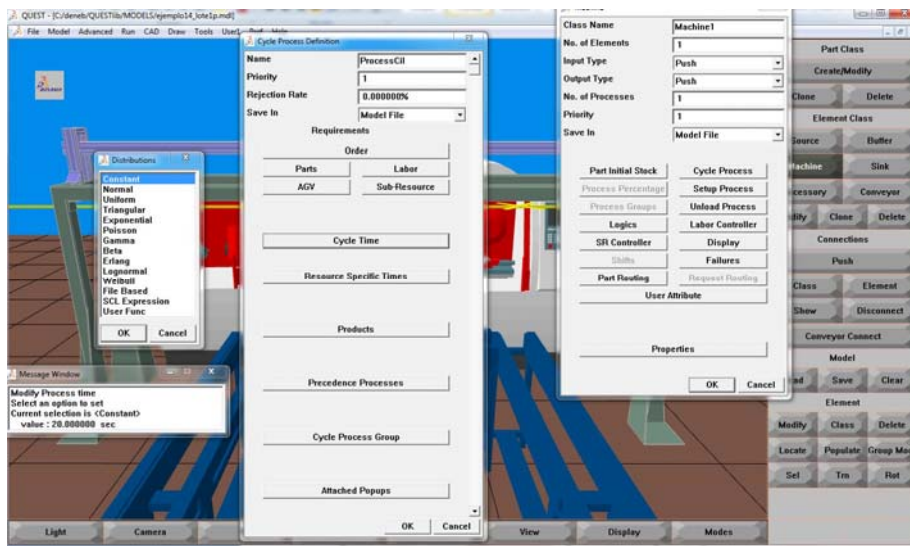 QUEST - [C:/deneb/QUESTlib/MODELS/ejemplo14_lote1p.mdl]
File Model Advanced Run CAD Draw Tools User1 Pref Help
Cycle Process Definition
Name ProcessCil
Priority 1
Rejection Rate 0.000000%
Save In Model File
Requirements
Order
Parts Labor
AGV Sub-Resource
Cycle Time
Resource Specific Times
Products
Precedence Processes
Cycle Process Group
Attached Popups
OK Cancel
Distributions
Constant
Normal
Uniform
Triangular
Exponential
Poisson
Gamma
Beta
Erlang
Lognormal
Weibull
File Based
SCL Expression
User Func
OK Cancel
Message Window
Modify Process time
Select an option to set
Current selection is <Constant>
value : 20.000000 sec
Class Name Machine1
No. of Elements 1
Input Type Push
Output Type Push
No. of Processes 1
Priority 1
Save In Model File
Part Initial Stock Cycle Process
Process Percentage Setup Process
Process Groups Unload Process
Logics Labor Controller
SR Controller Display
Shifts Failures
Part Routing Request Routing
User Attribute
Properties
OK Cancel
Part Class
Create/Modify
Clone Delete
Element Class
Source Buffer
Machine Sink
cessory Conveyor
dify Clone Delete
Connections
Push
Class Element
Show Disconnect
Conveyor Connect
Model
ad Save Clear
Element
Modify Class Delete
Locate Populate Group Mo
Sel Trn Rot
Light Camera View Display Modes